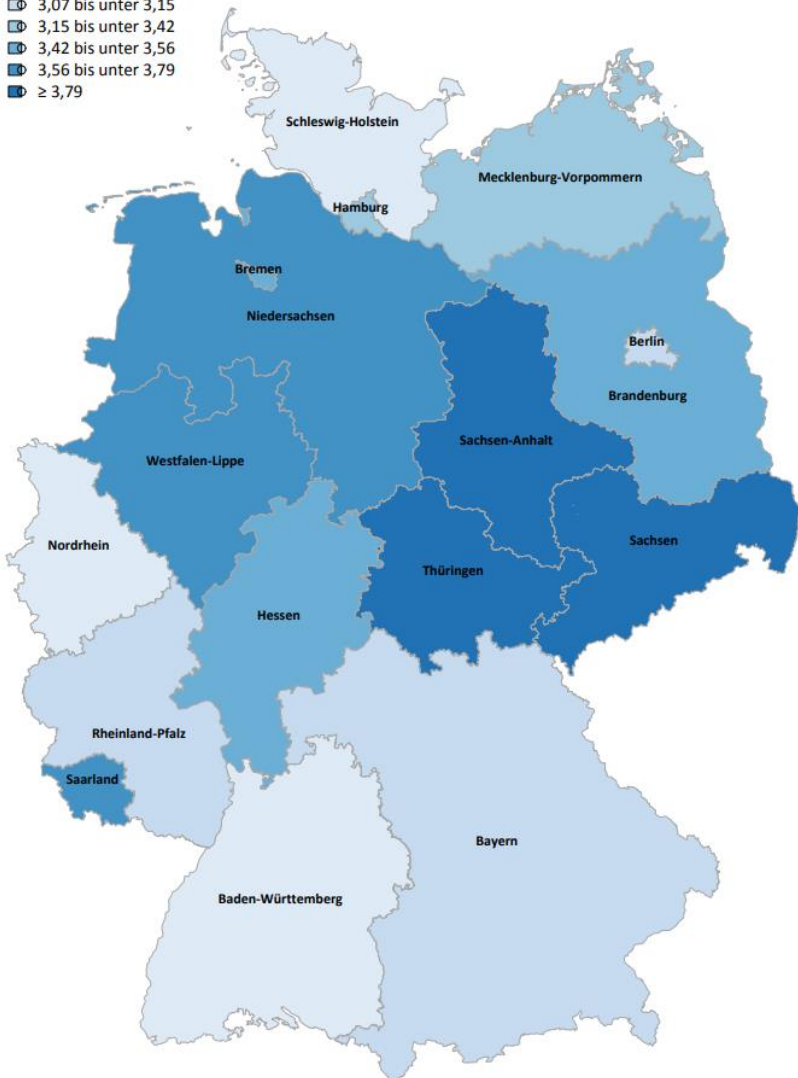 3,07 bis unter 3,15
3,15 bis unter 3,42
3,42 bis unter 3,56
3,56 bis unter 3,79
≥ 3,79
Schleswig-Holstein
Mecklenburg-Vorpommern
Hamburg
Bremen
Niedersachsen
Berlin
Brandenburg
Sachsen-Anhalt
Westfalen-Lippe
Nordrhein
Sachsen
Thüringen
Hessen
Rheinland-Pfalz
Saarland
Bayern
Baden-Württemberg